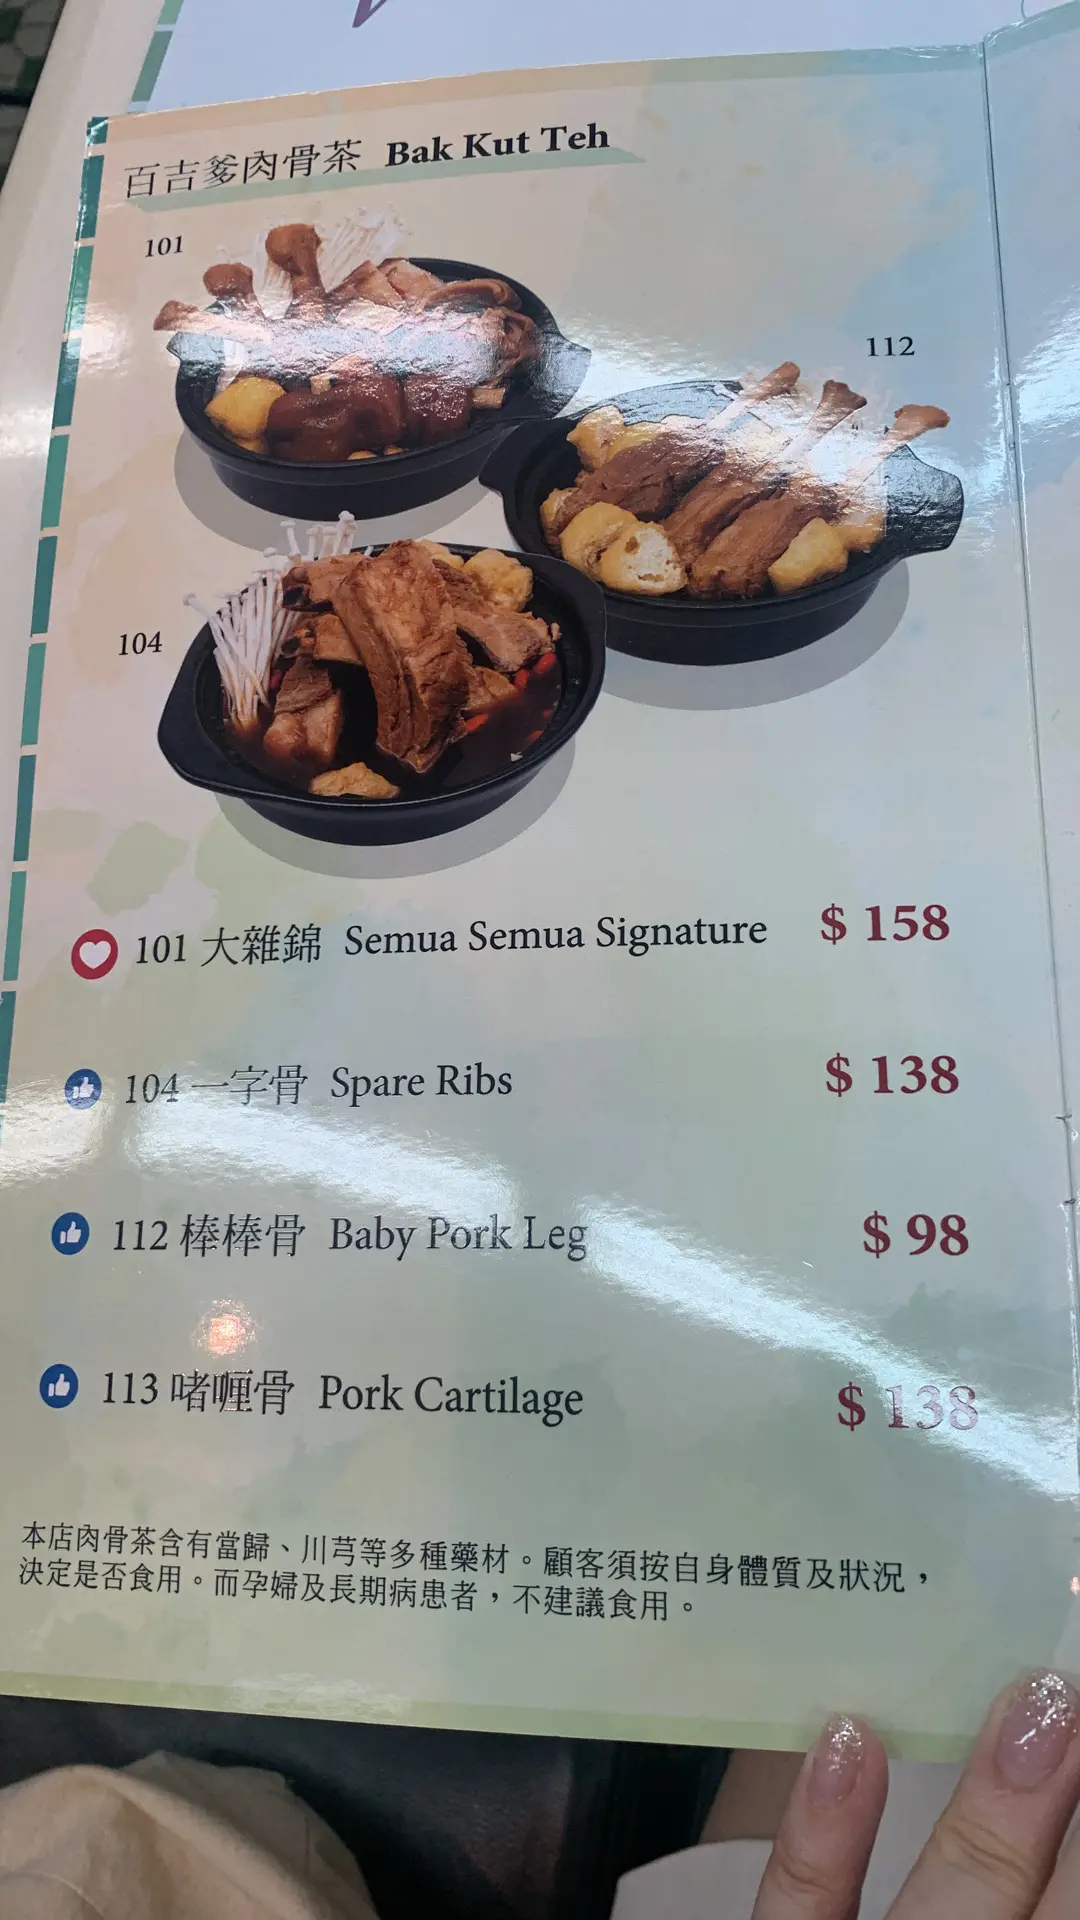 百吉爹肉骨茶 Bak Kut Teh
101
112
104
101 大雜錦 Semua Semua Signature $ 158
104 一字骨 Spare Ribs $ 138
112 棒棒骨 Baby Pork Leg $ 98
113 啫喱骨 Pork Cartilage $ 138
本店肉骨茶含有當歸、川芎等多種藥材。顧客須按自身體質及狀況，
決定是否食用。而孕婦及長期病患者，不建議食用。